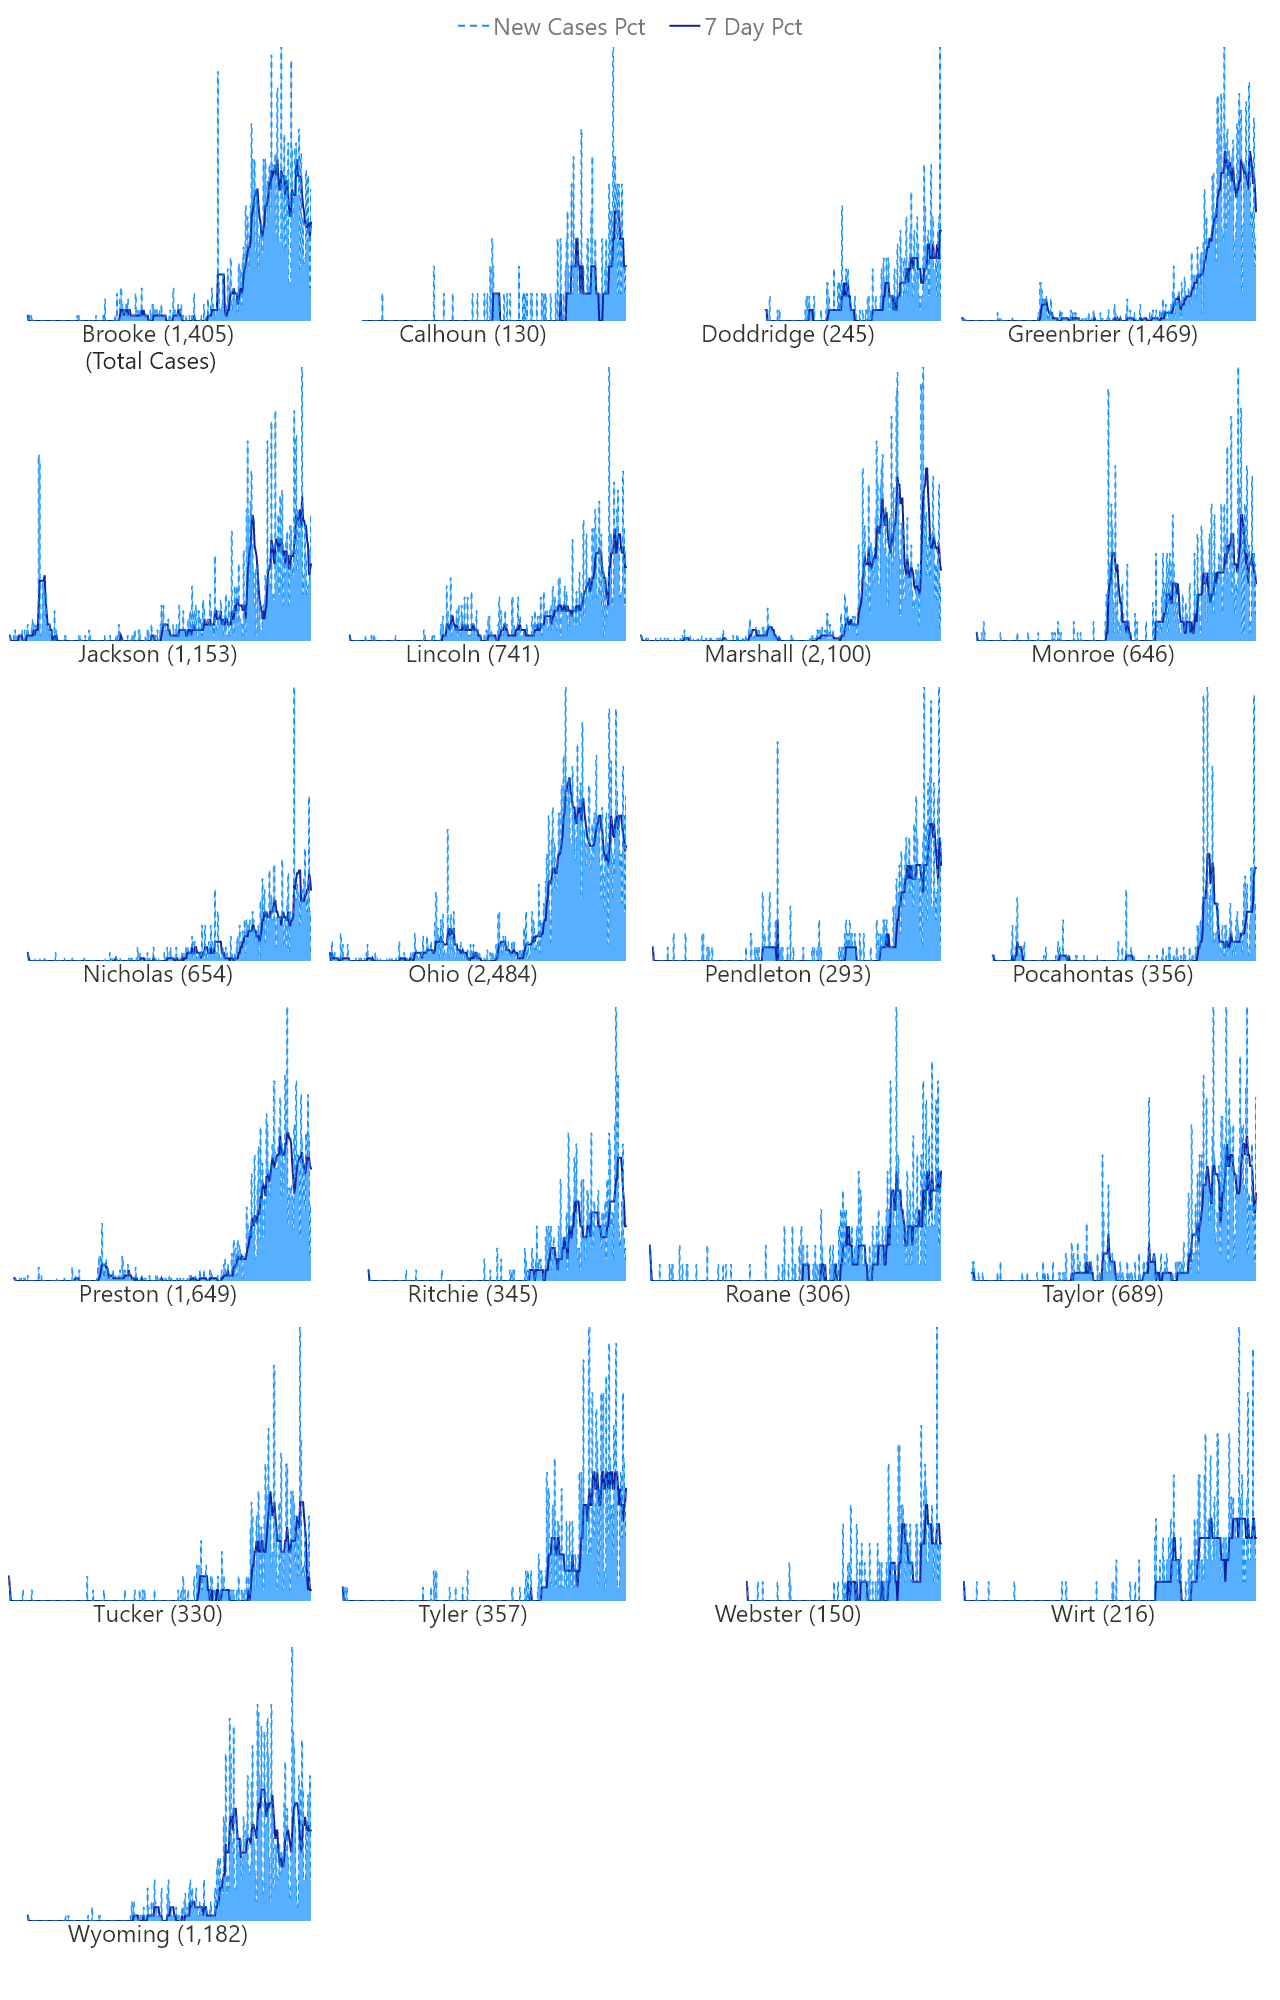 New Cases Pct 7 Day Pct
Brooke (1,405) Calhoun (130) Doddridge (245) Greenbrier (1,469)
(Total Cases)
Jackson (1,153) Lincoln (741) Marshall (2,100) Monroe (646)
Nicholas (654) Ohio (2,484) Pendleton (293) Pocahontas (356)
Preston (1,649) Ritchie (345) Roane (306) Taylor (689)
Tucker (330) Tyler (357) Webster (150) Wirt (216)
Wyoming (1,182)